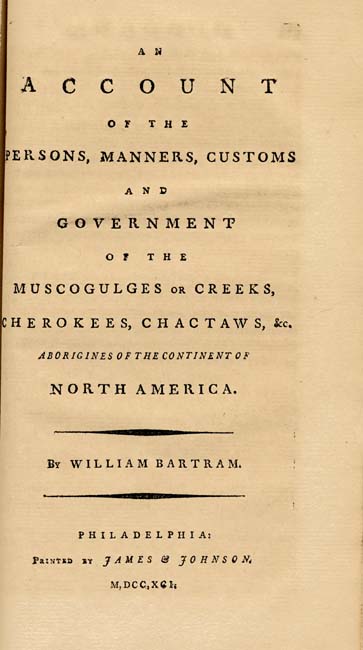 AN
ACCOUNT
OF THE
PERSONS, MANNERS, CUSTOMS
AND
GOVERNMENT
OF THE
MUSCOGULGES OR CREEKS,
CHEROKEES, CHACTAWS, &c.
ABORIGINES OF THE CONTINENT OF
NORTH AMERICA.
By WILLIAM BARTRAM.
PHILADELPHIA:
PRINTED BY JAMES & JOHNSON.
M,DCC,XCI.